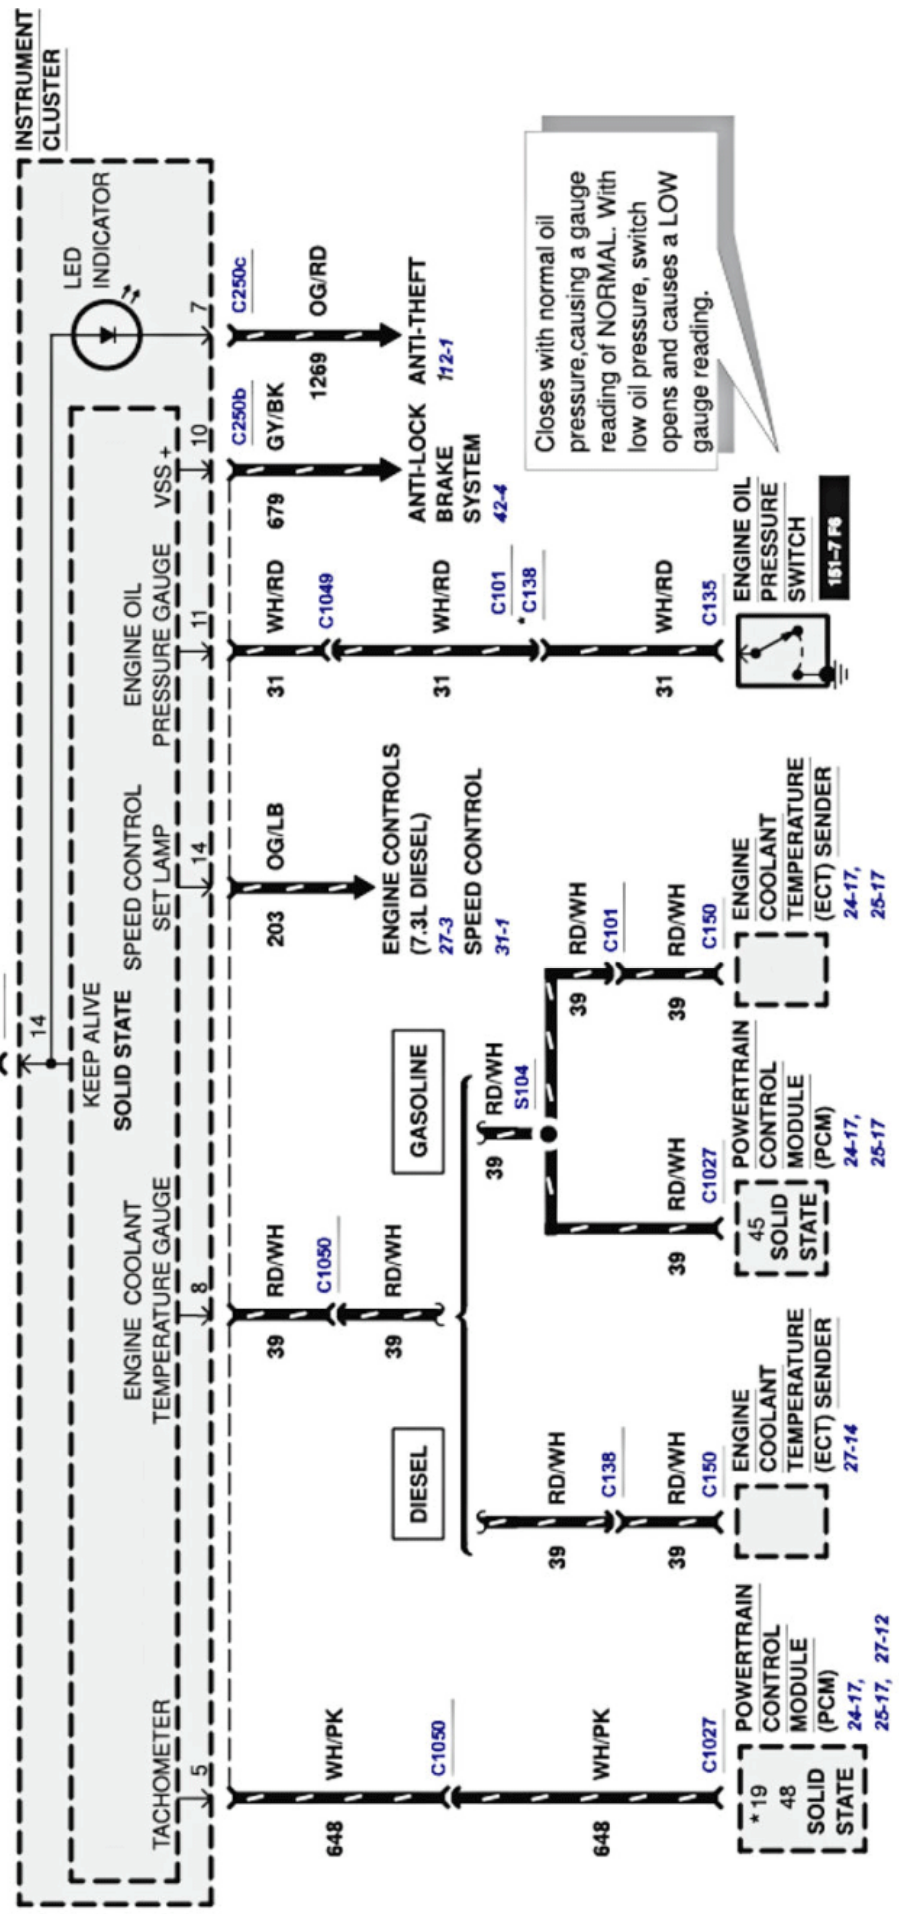 INSTRUMENT
CLUSTER
LED
INDICATOR
14
KEEP ALIVE
SOLID STATE
TACHOMETER
ENGINE COOLANT
TEMPERATURE GAUGE
SPEED CONTROL
SET LAMP
ENGINE OIL
PRESSURE GAUGE
VSS +
5
8
14
11
10
7
C250b
C250c
648
WH/PK
C1050
648
WH/PK
C1027
*19
48
SOLID
STATE
POWERTRAIN
CONTROL
MODULE
(PCM)
24-17,
25-17, 27-12
39
RD/WH
C1050
39
RD/WH
DIESEL
GASOLINE
39
RD/WH
C138
39
RD/WH
C150
ENGINE
COOLANT
TEMPERATURE
(ECT) SENDER
27-14
39
RD/WH
S104
39
RD/WH
C1027
45
SOLID
STATE
POWERTRAIN
CONTROL
MODULE
(PCM)
24-17,
25-17
39
RD/WH
C101
39
RD/WH
C150
ENGINE
COOLANT
TEMPERATURE
(ECT) SENDER
24-17,
25-17
203
OG/LB
ENGINE CONTROLS
(7.3L DIESEL)
27-3
SPEED CONTROL
31-1
31
WH/RD
C1049
31
WH/RD
C101
*C138
31
WH/RD
C135
ENGINE OIL
PRESSURE
SWITCH
151-7 F6
679
GY/BK
ANTI-LOCK
BRAKE
SYSTEM
42-4
1269
OG/RD
ANTI-THEFT
112-1
Closes with normal oil
pressure,causing a gauge
reading of NORMAL. With
low oil pressure, switch
opens and causes a LOW
gauge reading.